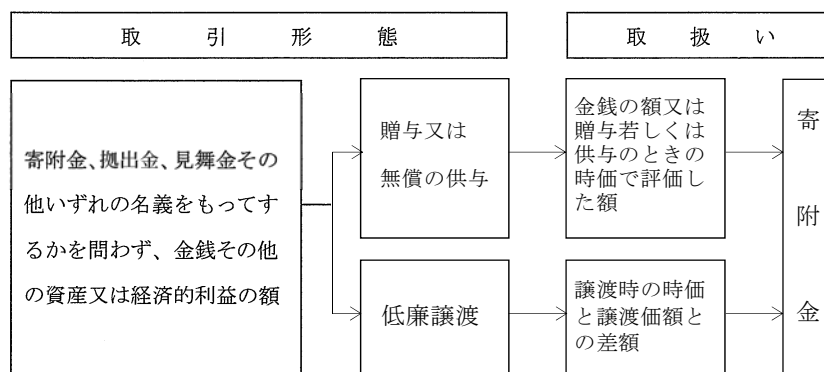 取引形態
取扱い
寄附金、拠出金、見舞金その
他いずれの名義をもってす
るかを問わず、金銭その他
の資産又は経済的利益の額
贈与又は
無償の供与
金銭の額又は
贈与若しくは
供与のときの
時価で評価し
た額
低廉譲渡
譲渡時の時価
と譲渡価額と
の差額
寄附金